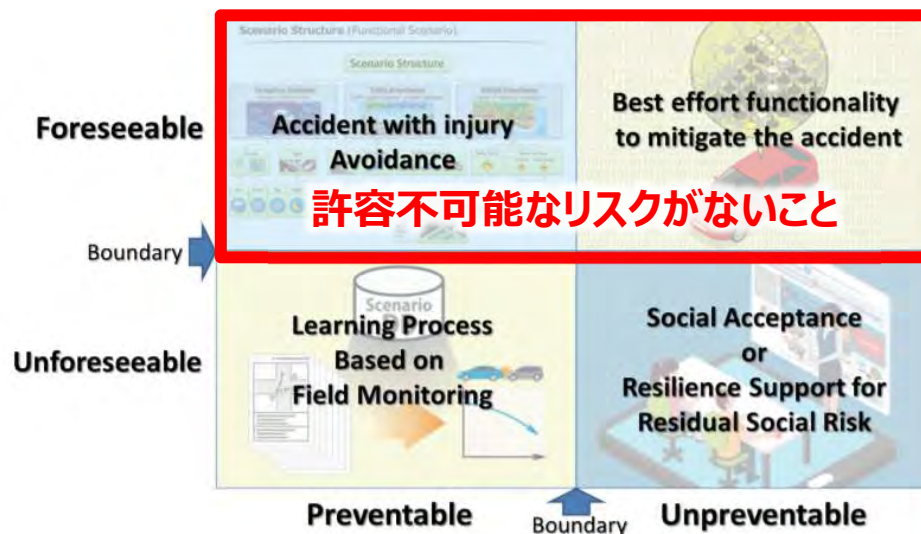 Scenario Structure (Functional Scenario)
Scenario Structure
Foreseeable
Accident with injury
Avoidance
Best effort functionality
to mitigate the accident
許容不可能なリスクがないこと
Boundary
Unforeseeable
Scenario
Learning Process
Based on
Field Monitoring
Social Acceptance
or
Resilience Support for
Residual Social Risk
Preventable
Boundary
Unpreventable